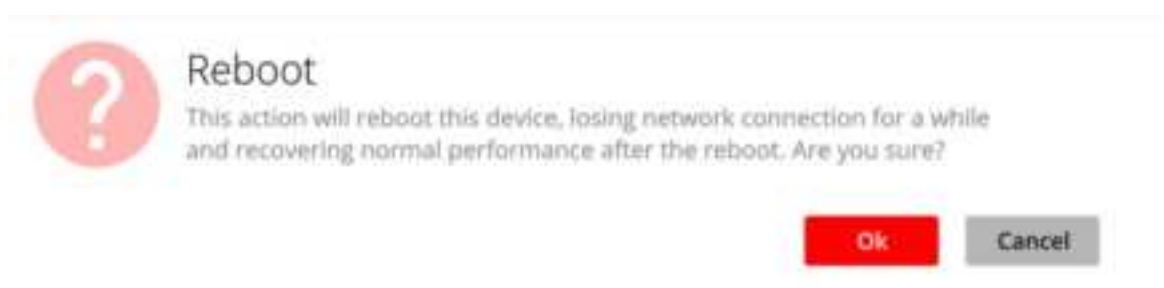 ?
Reboot
This action will reboot this device, losing network connection for a while
and recovering normal performance after the reboot. Are you sure?
Ok Cancel